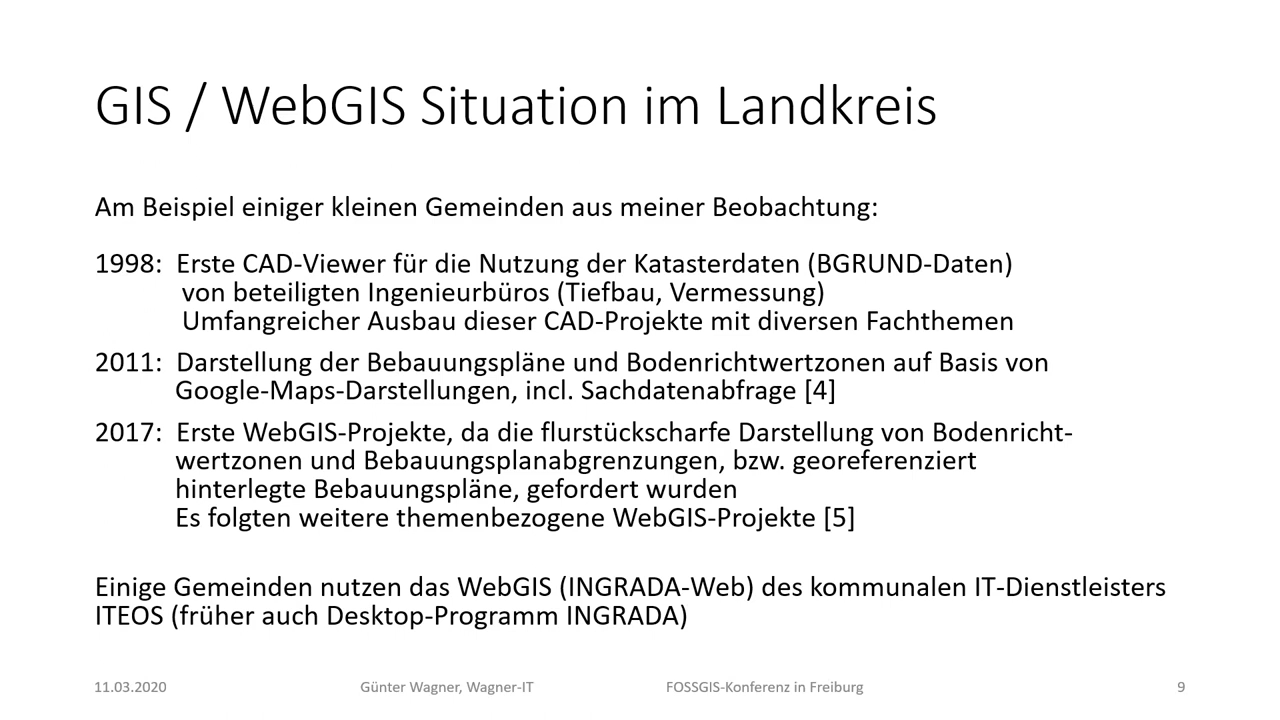 GIS / WebGIS Situation im Landkreis
Am Beispiel einiger kleinen Gemeinden aus meiner Beobachtung:
1998: Erste CAD-Viewer für die Nutzung der Katasterdaten (BGRUND-Daten)
von beteiligten Ingenieurbüros (Tiefbau, Vermessung)
Umfangreicher Ausbau dieser CAD-Projekte mit diversen Fachthemen
2011: Darstellung der Bebauungspläne und Bodenrichtwertzonen auf Basis von
Google-Maps-Darstellungen, incl. Sachdatenabfrage [4]
2017: Erste WebGIS-Projekte, da die flurstückscharfe Darstellung von Bodenricht-
wertzonen und Bebauungsplanabgrenzungen, bzw. georeferenziert
hinterlegte Bebauungspläne, gefordert wurden
Es folgten weitere themenbezogene WebGIS-Projekte [5]
Einige Gemeinden nutzen das WebGIS (INGRADA-Web) des kommunalen IT-Dienstleisters
ITEOS (früher auch Desktop-Programm INGRADA)
11.03.2020 Günter Wagner, Wagner-IT FOSSGIS-Konferenz in Freiburg 9